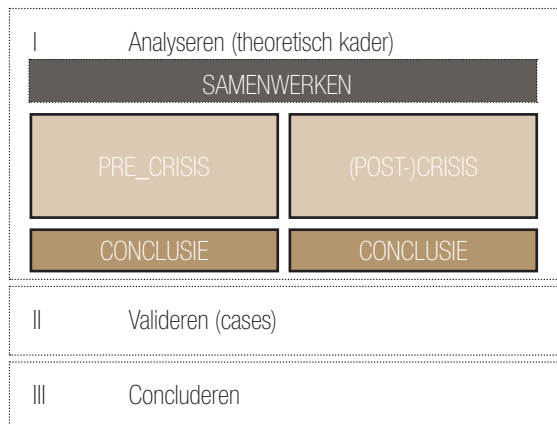 I Analyseren (theoretisch kader)
SAMENWERKEN
PRE_CRISIS (POST-)CRISIS
CONCLUSIE CONCLUSIE
II Valideren (cases)
III Concluderen